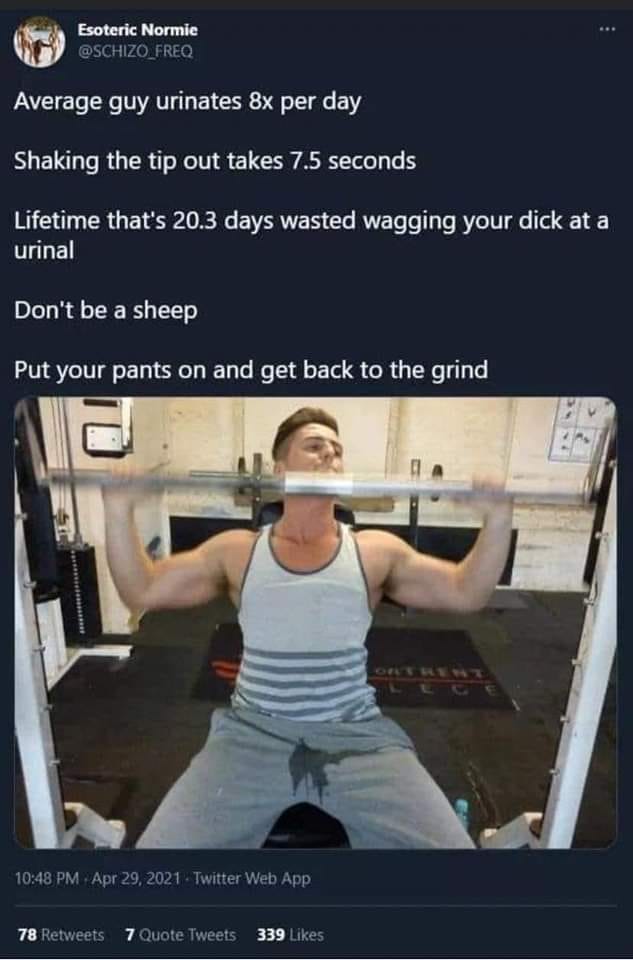 Esoteric Normie
@SCHIZO_FREQ
Average guy urinates 8x per day
Shaking the tip out takes 7.5 seconds
Lifetime that's 20.3 days wasted wagging your dick at a
urinal
Don't be a sheep
Put your pants on and get back to the grind
LEGE
10:48 PM · Apr 29, 2021 · Twitter Web App
78 Retweets 7 Quote Tweets 339 Likes